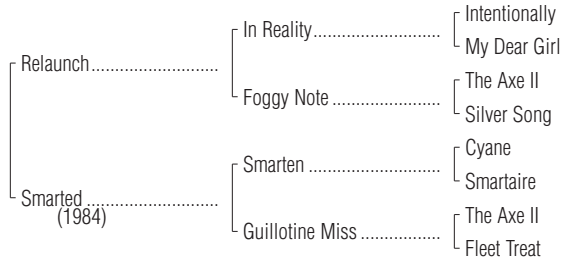 Intentionally
In Reality
My Dear Girl
Relaunch
The Axe II
Foggy Note
Silver Song
Cyane
Smarten
Smartaire
Smarted
(1984)
The Axe II
Guillotine Miss
Fleet Treat